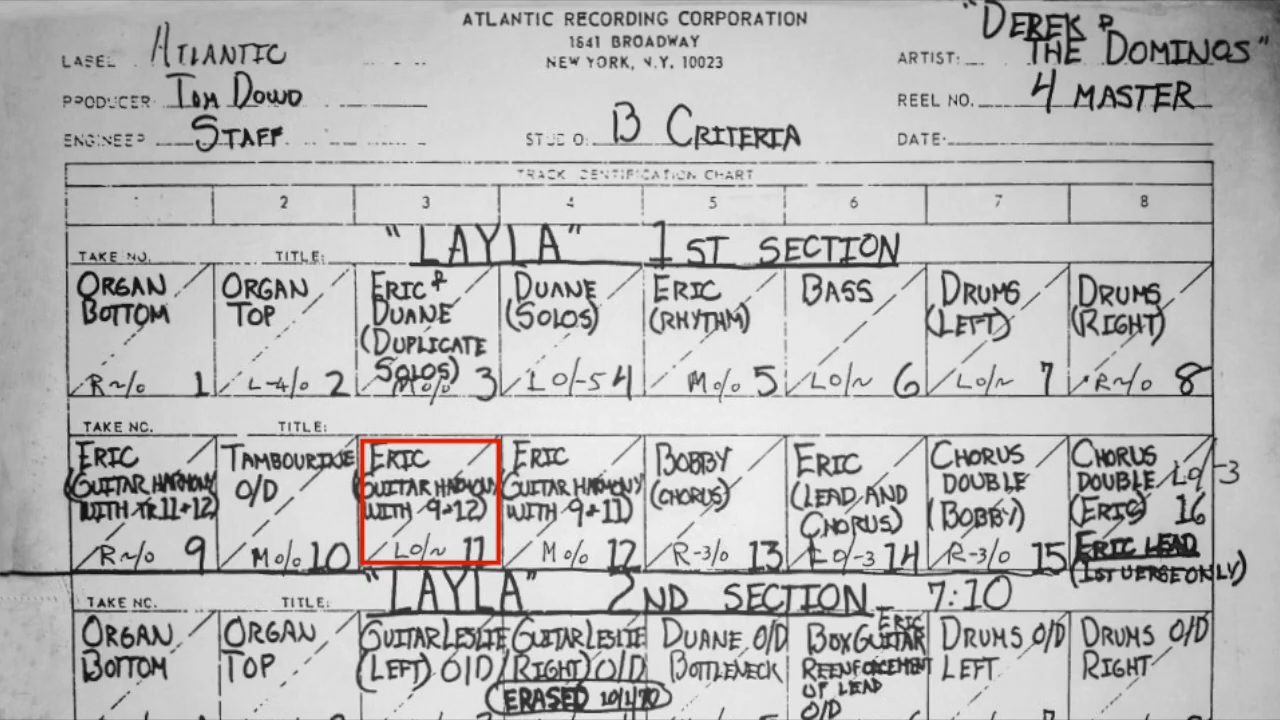 ATLANTIC RECORDING CORPORATION
1841 BROADWAY
NEW YORK, N.Y. 10023
LABEL ATLANTIC
PRODUCER Tom Dowd
ENGINEER STAFF
STUDIO: B CRITERIA
ARTIST: "DEREK & THE DOMINOS"
REEL NO. 4 MASTER
DATE:
TRACK IDENTIFICATION CHART
2 3 4 5 6 7 8
TAKE NO. TITLE: "LAYLA" 1ST SECTION
ORGAN BOTTOM R~/0 1
ORGAN TOP L-4/0 2
ERIC & DUANE (DUPLICATE SOLOS) M0/0 3
DUANE (SOLOS) L0/-5 4
ERIC (RHYTHM) M0/0 5
BASS L0/~ 6
DRUMS (LEFT) L0/~ 7
DRUMS (RIGHT) R~/0 8
TAKE NO. TITLE:
ERIC (GUITAR HARMONY WITH TR 11+12) R~/0 9
TAMBOURINE O/D M0/0 10
ERIC (GUITAR HARMONY WITH 9+12) L0/~ 11
ERIC (GUITAR HARMONY WITH 9+11) M0/0 12
BOBBY (CHORUS) R-3/0 13
ERIC (LEAD AND CHORUS) L0/-3 14
CHORUS DOUBLE (BOBBY) R-3/0 15
CHORUS DOUBLE (ERIC) L0/-3 16
ERIC LEAD (1ST VERSE ONLY)
TAKE NO. TITLE: "LAYLA" 2ND SECTION - 7:10
ORGAN BOTTOM
ORGAN TOP
GUITAR LESLIE (LEFT) O/D
GUITAR LESLIE (RIGHT) O/D
ERASED 10/1/70
DUANE O/D BOTTLENECK
BOX ERIC GUITAR REENFORCEMENT OF LEAD O/D
DRUMS O/D LEFT
DRUMS O/D RIGHT